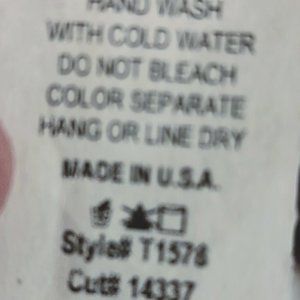 HAND WASH
WITH COLD WATER
DO NOT BLEACH
COLOR SEPARATE
HANG OR LINE DRY
MADE IN U.S.A.
Style# T1578
Cut# 14337